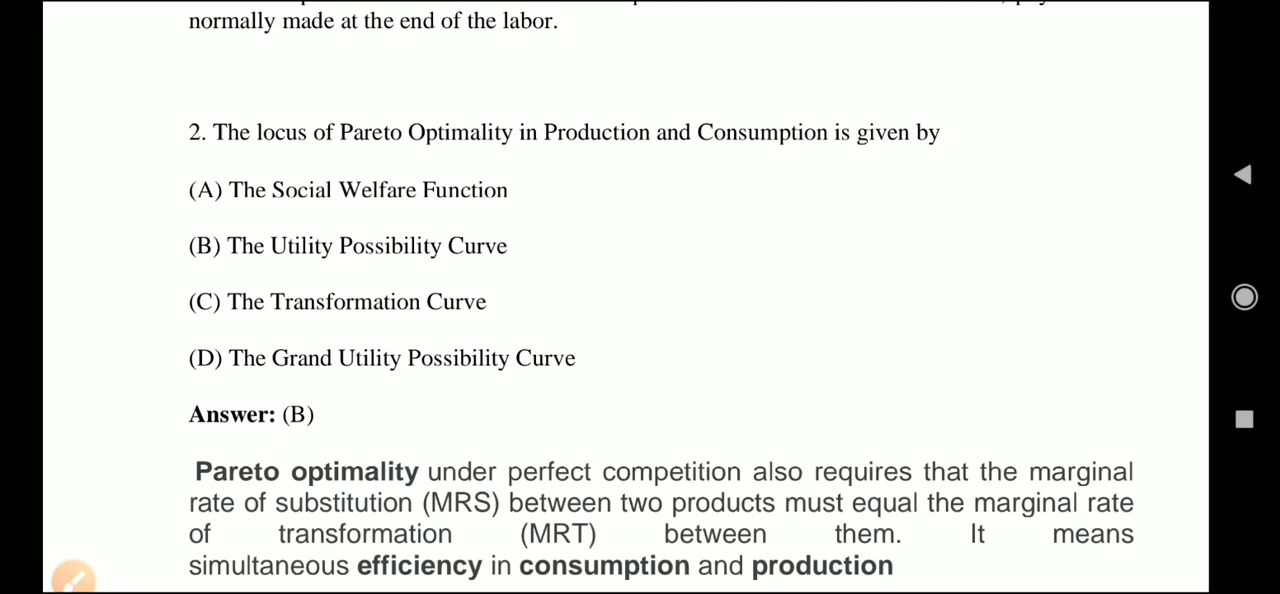 normally made at the end of the labor.
2. The locus of Pareto Optimality in Production and Consumption is given by
(A) The Social Welfare Function
(B) The Utility Possibility Curve
(C) The Transformation Curve
(D) The Grand Utility Possibility Curve
Answer: (B)
Pareto optimality under perfect competition also requires that the marginal
rate of substitution (MRS) between two products must equal the marginal rate
of transformation (MRT) between them. It means
simultaneous efficiency in consumption and production